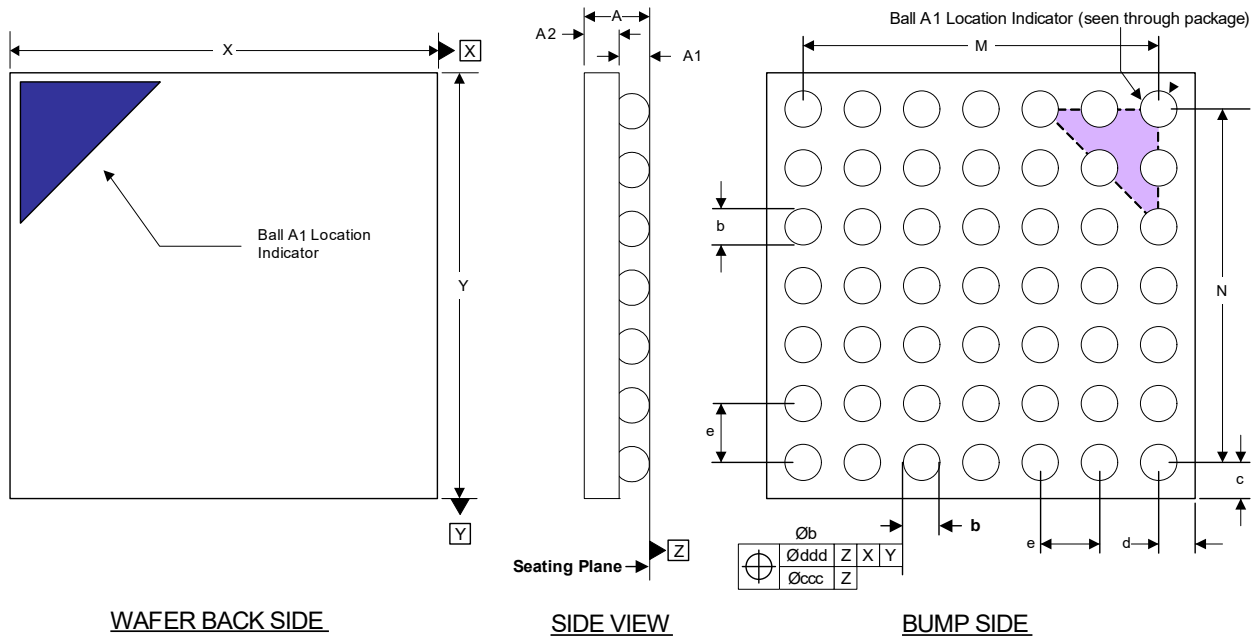 Ball A1 Location Indicator (seen through package)
X
X
A
A2
A1
M
Ball A1 Location
Indicator
Y
Y
b
N
e
c
Seating Plane
Z
Øb
b
e
d
Øddd Z X Y
Øccc Z
WAFER BACK SIDE
SIDE VIEW
BUMP SIDE